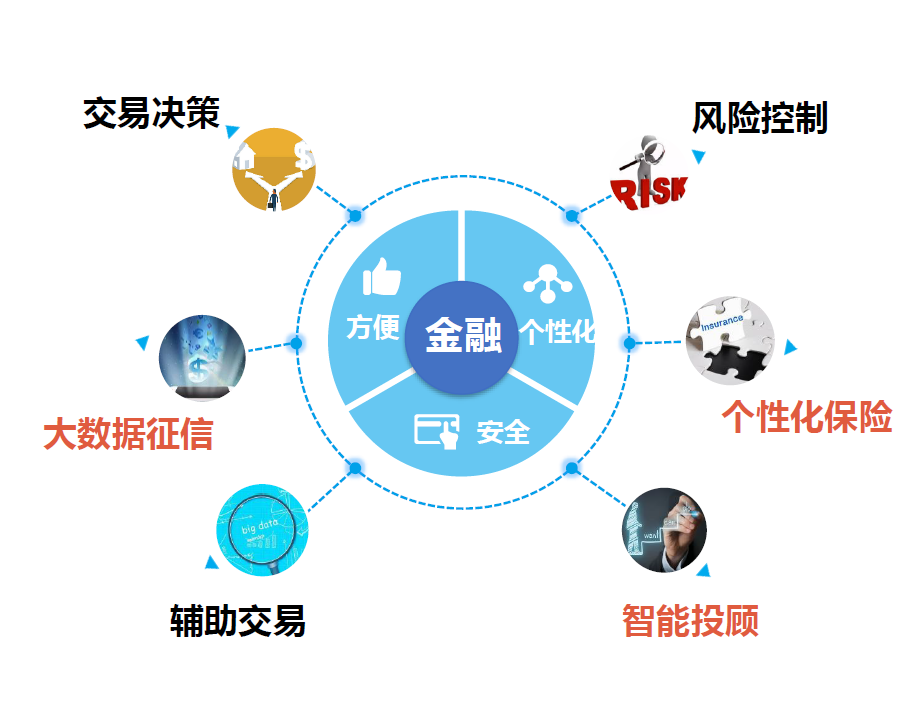 交易决策
风险控制
RISK
方便
金融
个性化
Insurance
大数据征信
个性化保险
安全
big data
want
辅助交易
智能投顾